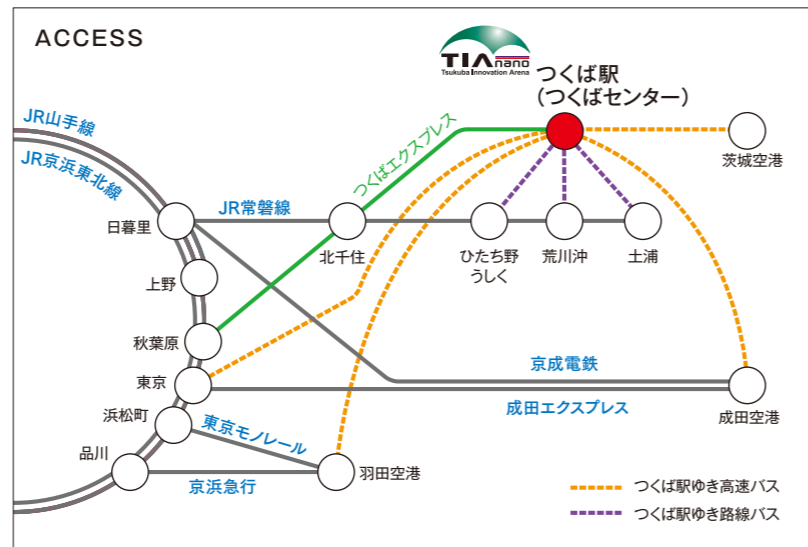 ACCESS
TIA nano
Tsukuba Innovation Arena
つくば駅
（つくばセンター）
JR山手線
JR京浜東北線
つくばエクスプレス
茨城空港
日暮里
JR常磐線
北千住
ひたち野
うしく
荒川沖
土浦
上野
秋葉原
東京
京成電鉄
成田エクスプレス
成田空港
浜松町
東京モノレール
品川
京浜急行
羽田空港
つくば駅ゆき高速バス
つくば駅ゆき路線バス